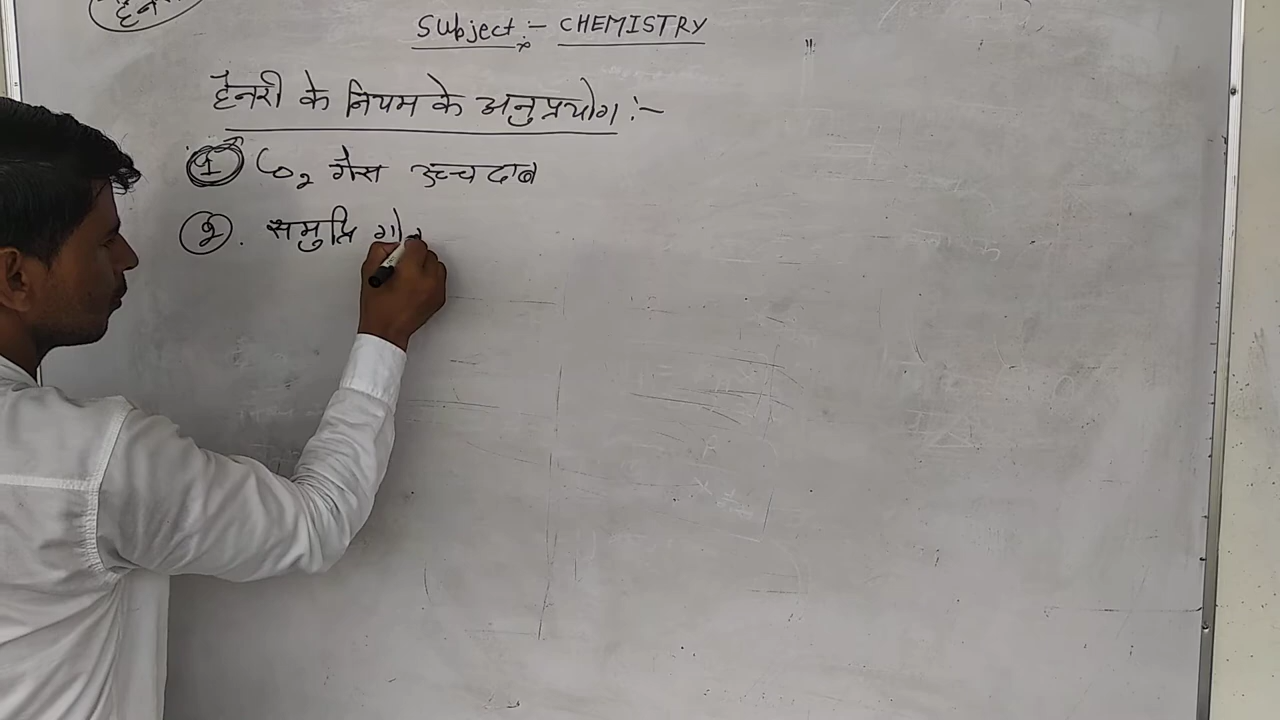 Subject:- CHEMISTRY
हैनरी के नियम के अनुप्रयोग :-
1 CO2 गैस उच्च दाब
2. समुद्रि